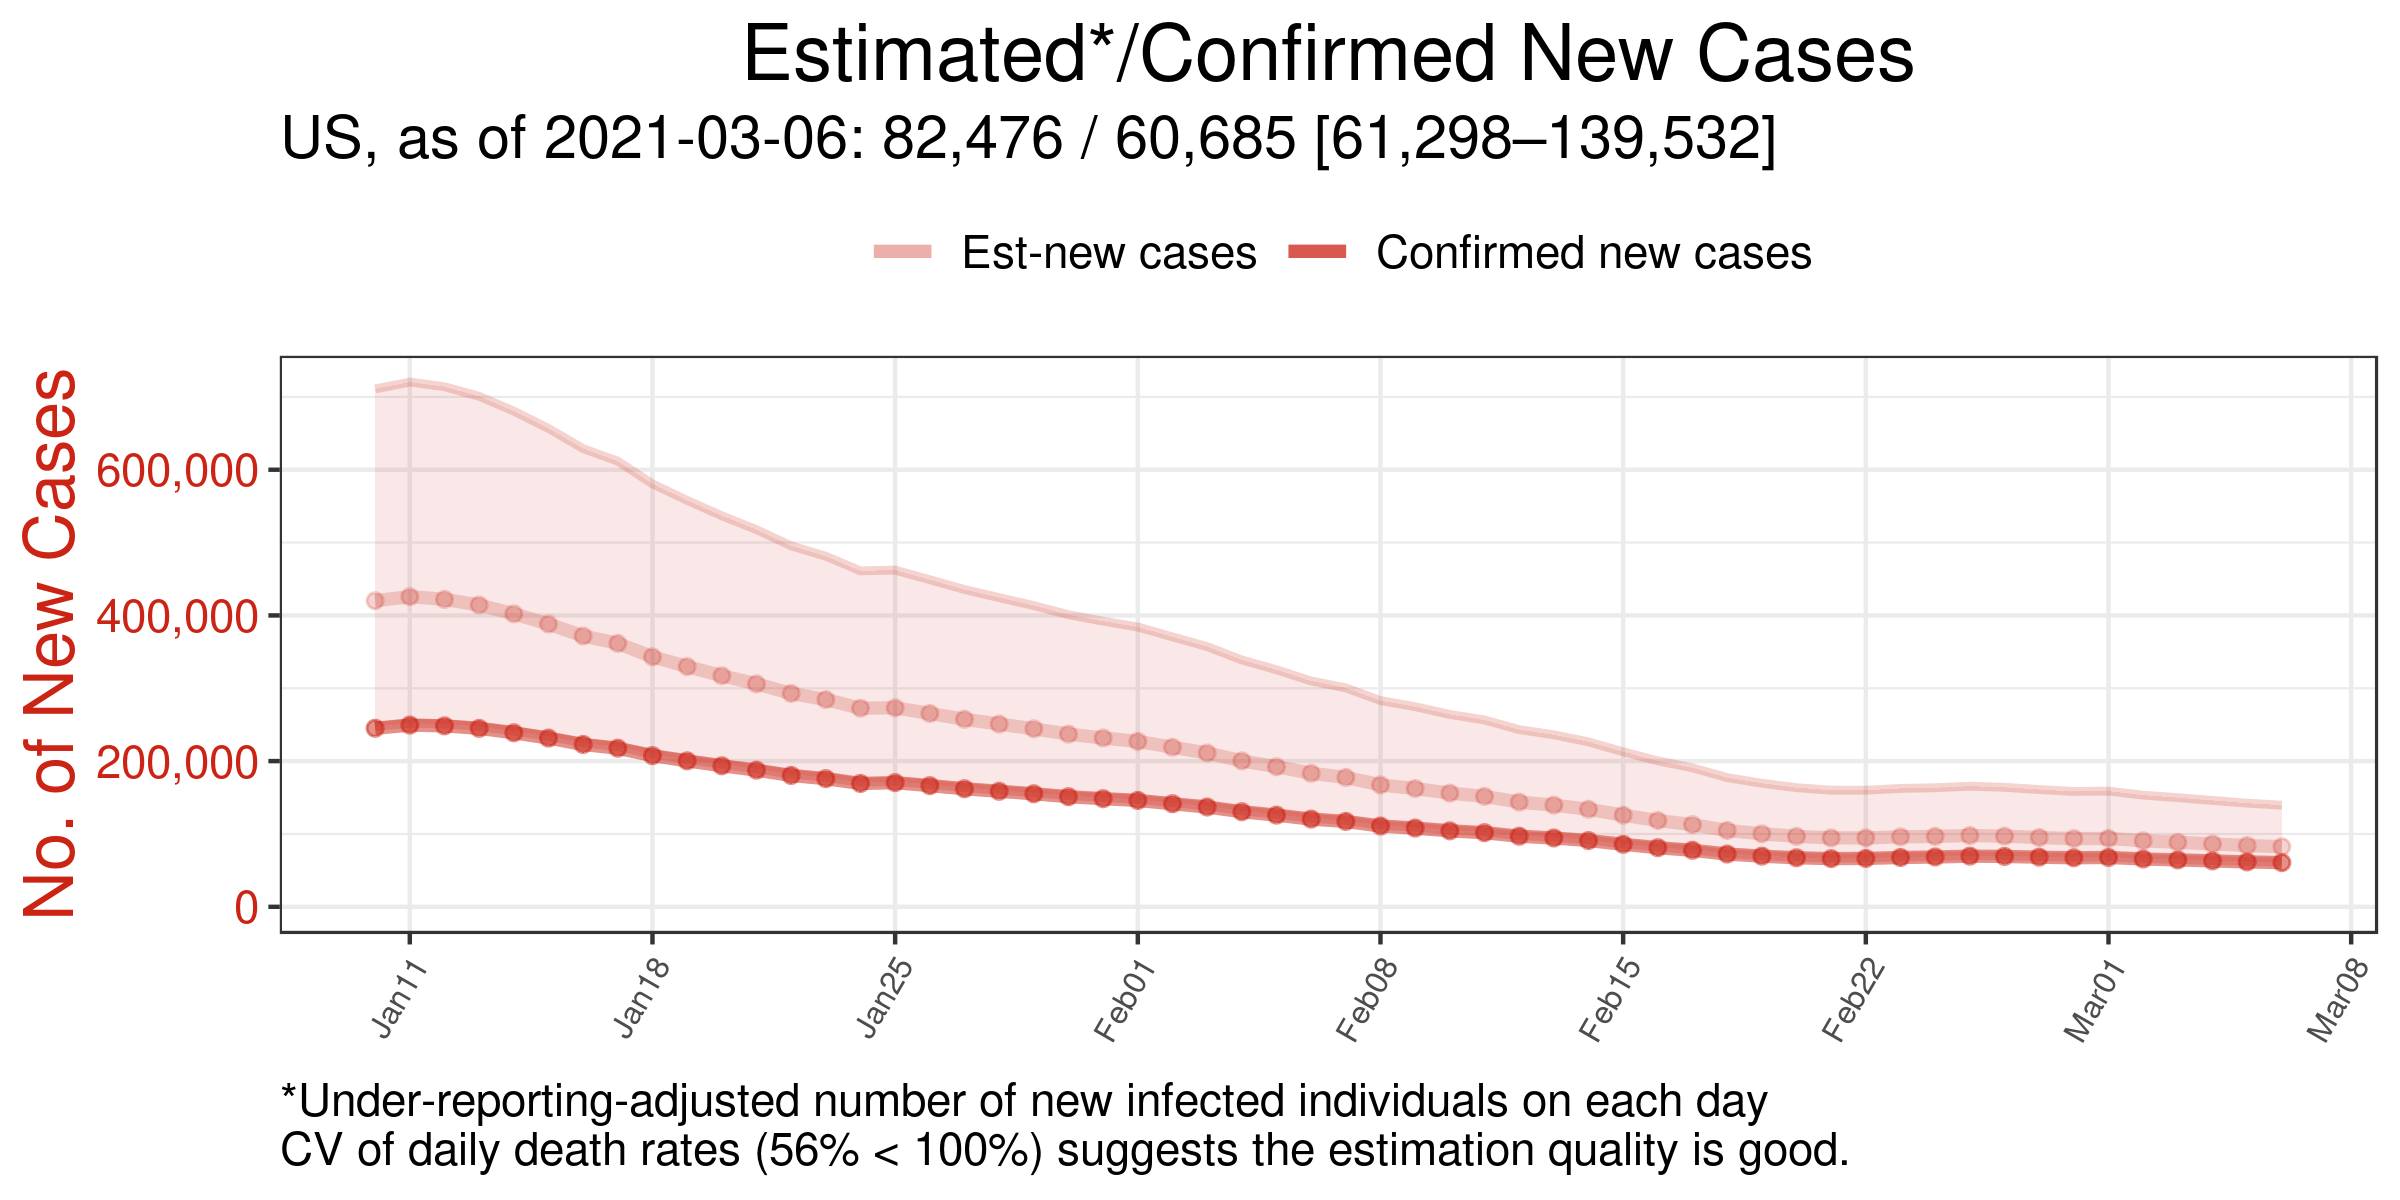 Estimated*/Confirmed New Cases
US, as of 2021-03-06: 82,476 / 60,685 [61,298–139,532]
Est-new cases
Confirmed new cases
No. of New Cases
600,000
400,000
200,000
0
Jan11
Jan18
Jan25
Feb01
Feb08
Feb15
Feb22
Mar01
Mar08
*Under-reporting-adjusted number of new infected individuals on each day
CV of daily death rates (56% < 100%) suggests the estimation quality is good.